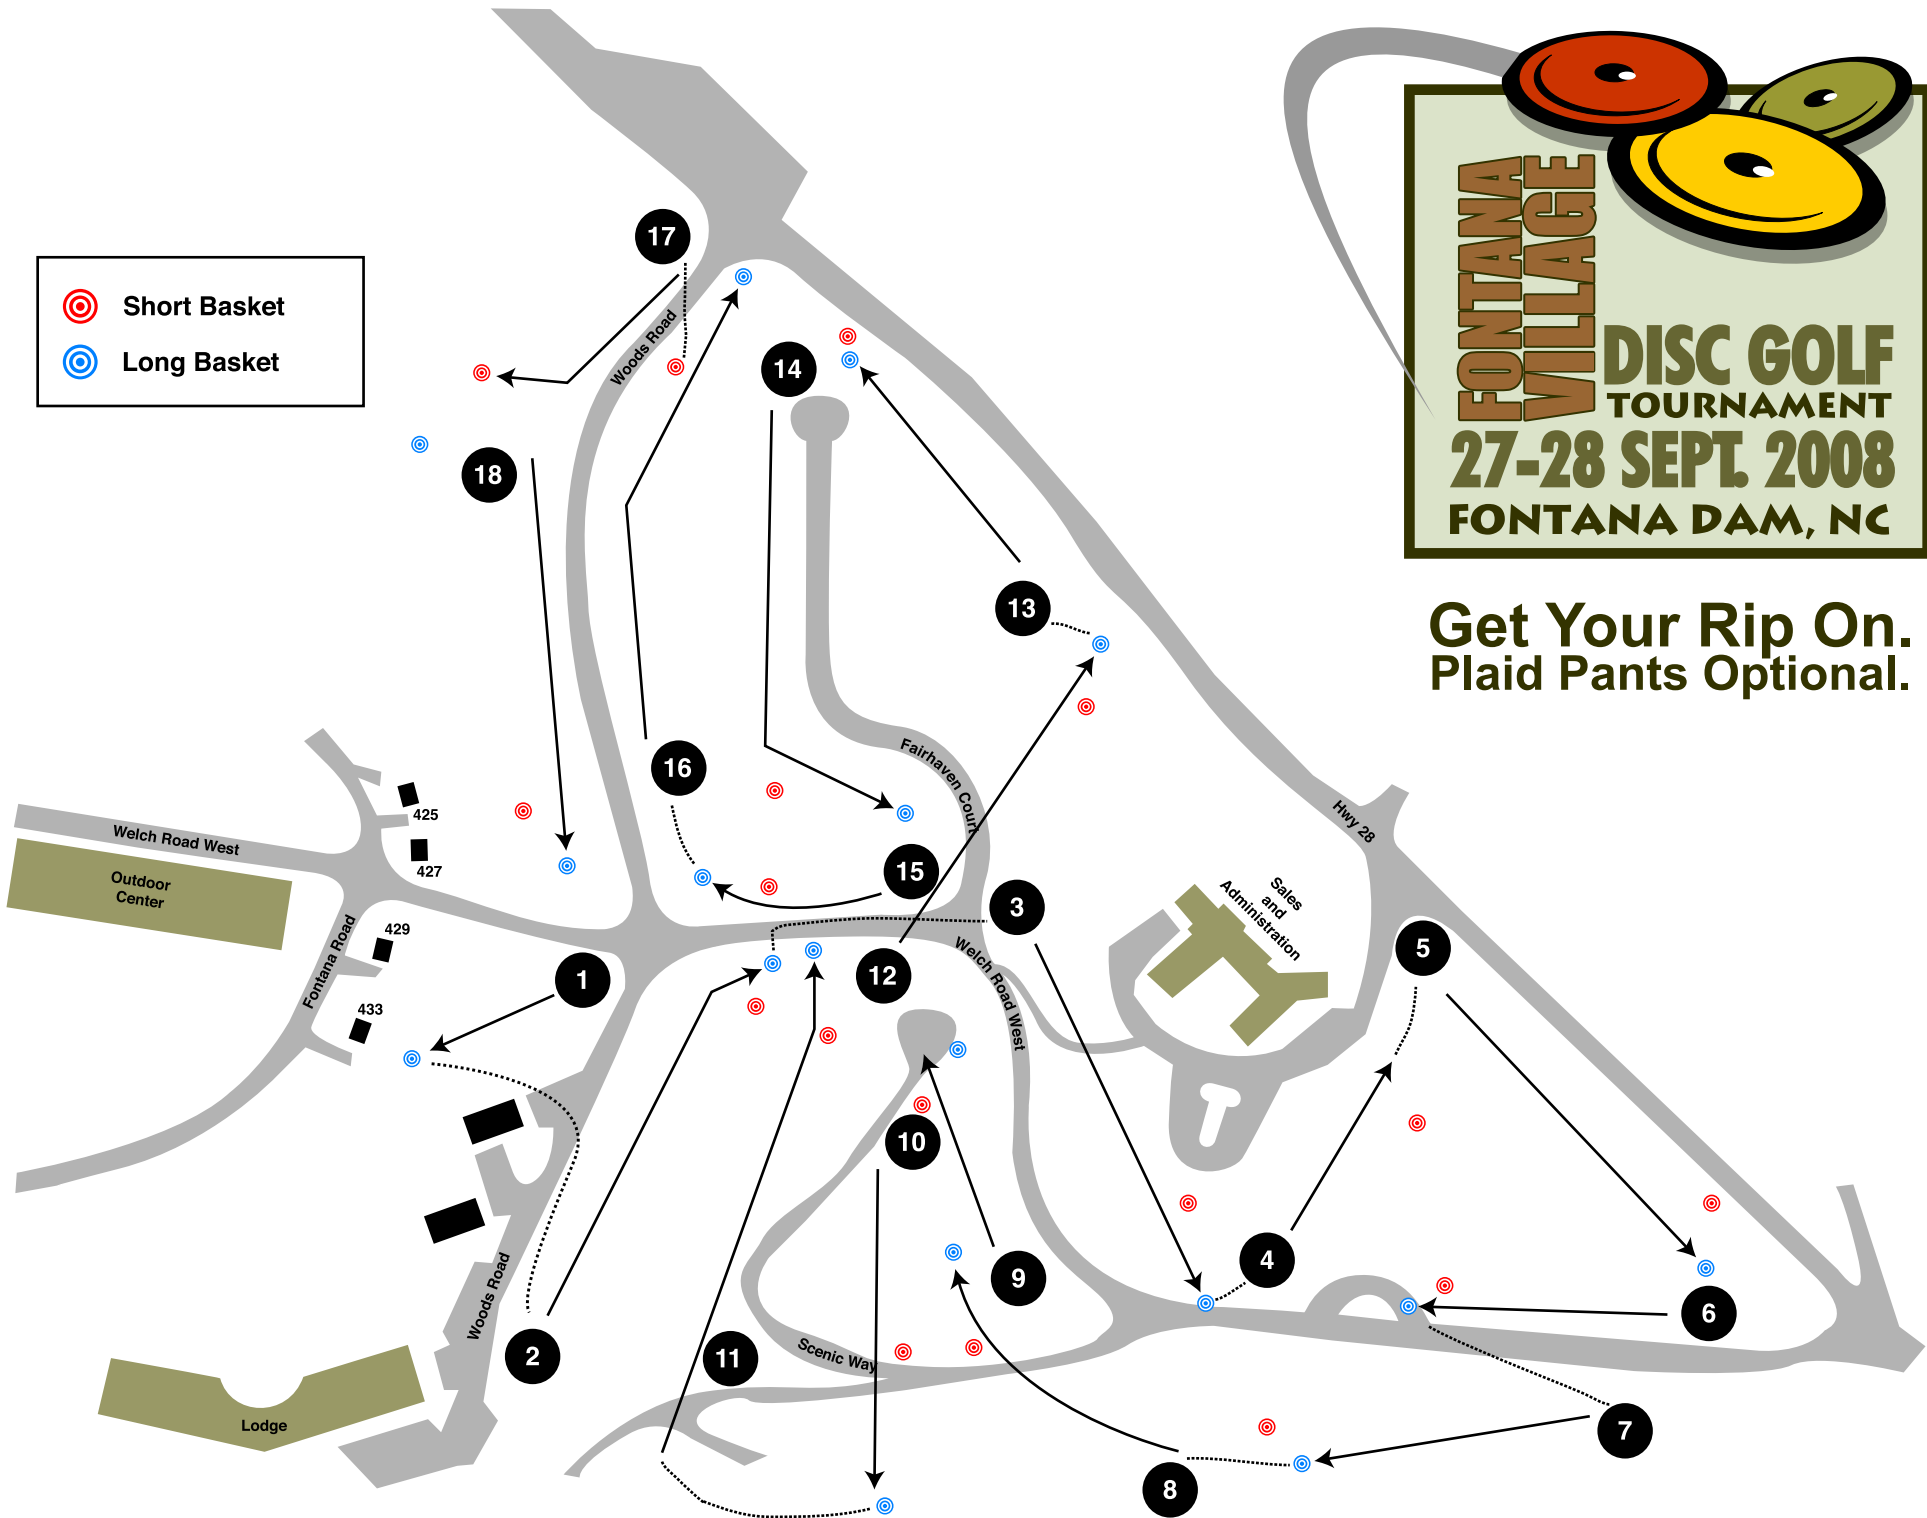 FONTANA
VILLAGE
DISC GOLF
TOURNAMENT
27-28 SEPT. 2008
FONTANA DAM, NC
Get Your Rip On.
Plaid Pants Optional.
Short Basket
Long Basket
17
Woods Road
14
18
13
16
Fairhaven Court
Hwy 28
425
Welch Road West
427
Outdoor
Center
15
3
Sales
and
Administration
429
Fontana Road
433
1
12
Welch Road West
5
10
4
9
6
Woods Road
2
11
Scenic Way
Lodge
7
8